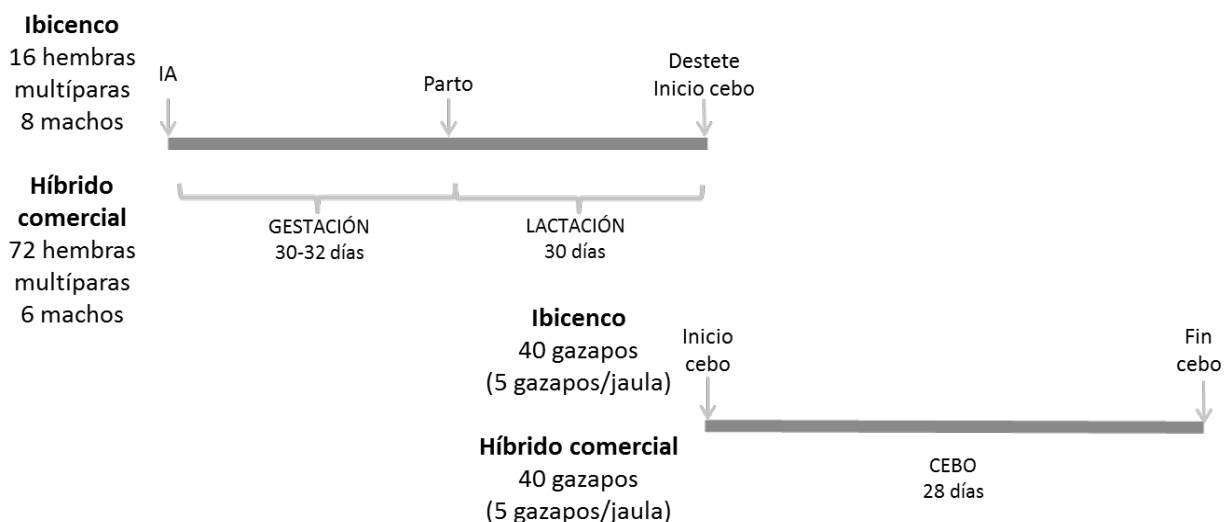 Ibicenco
16 hembras
multíparas
8 machos
IA
Parto
Destete
Inicio cebo
Híbrido
comercial
72 hembras
multíparas
6 machos
GESTACIÓN
30-32 días
LACTACIÓN
30 días
Ibicenco
40 gazapos
(5 gazapos/jaula)
Inicio
cebo
Fin
cebo
Híbrido comercial
40 gazapos
(5 gazapos/jaula)
CEBO
28 días